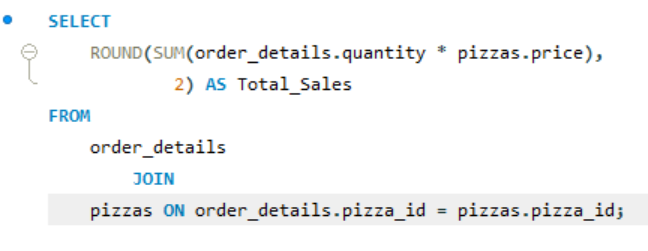 SELECT
ROUND(SUM(order_details.quantity * pizzas.price),
2) AS Total_Sales
FROM
order_details
JOIN
pizzas ON order_details.pizza_id = pizzas.pizza_id;